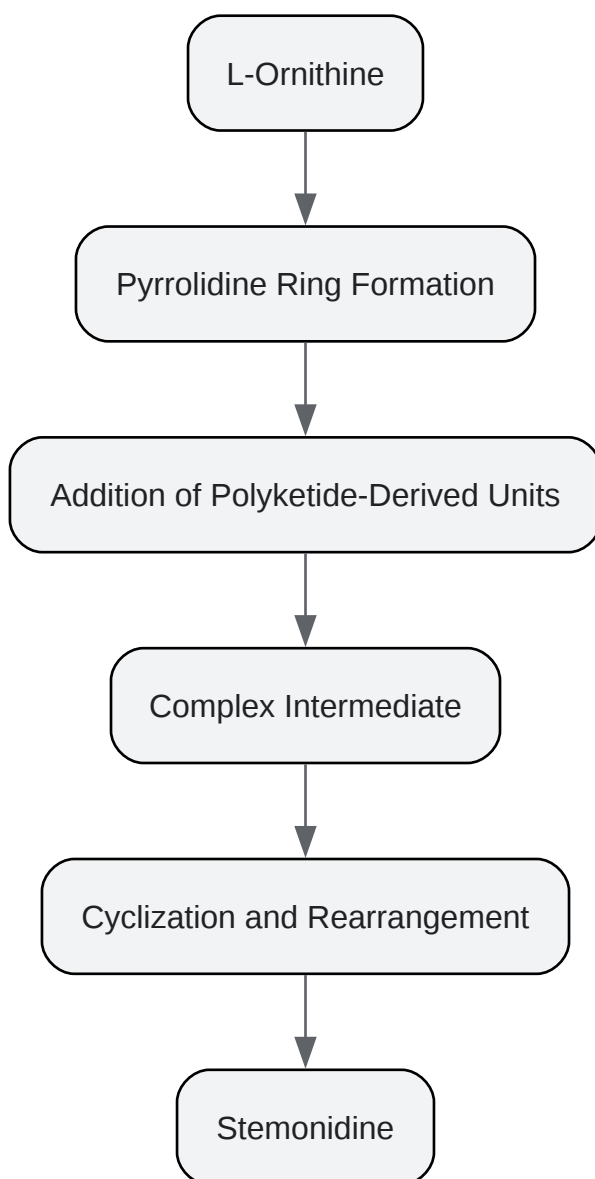 L-Ornithine
Pyrrolidine Ring Formation
Addition of Polyketide-Derived Units
Complex Intermediate
Cyclization and Rearrangement
Stemonidine